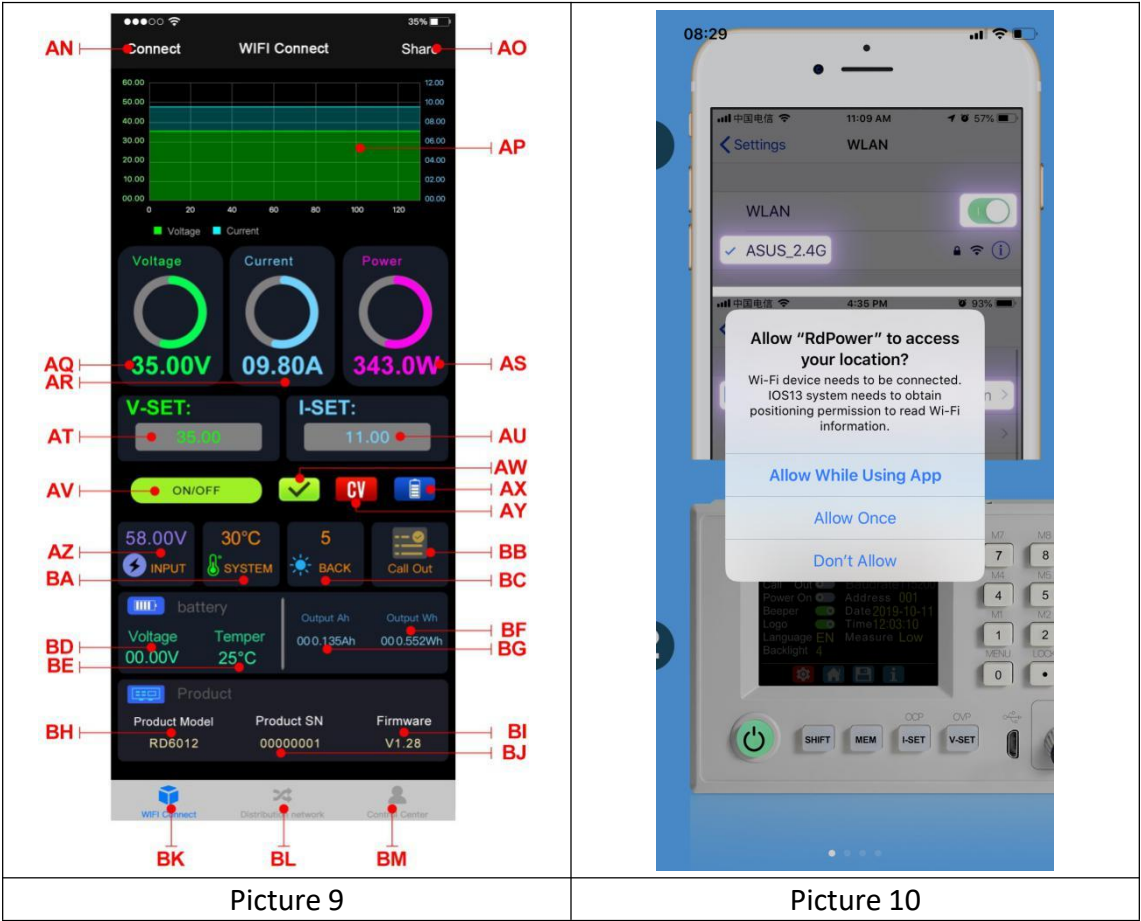 35%
AN Connect WIFI Connect Share AO
60.00 12.00
50.00 10.00
40.00 08.00
30.00 06.00
AP
20.00 04.00
10.00 02.00
00.00 00.00
0 20 40 60 80 100 120
Voltage Current
Voltage Current Power
AQ 35.00V 09.80A 343.0W AS
AR
V-SET: I-SET:
AT 35.00 11.00 AU
AW
AV ON/OFF CV AX
AY
58.00V 30°C 5
AZ INPUT SYSTEM BACK Call Out BB
BA BC
battery
Output Ah Output Wh BF
Voltage Temper 000.135Ah 000.552Wh BG
BD 00.00V 25°C
BE
Product
Product Model Product SN Firmware
BH BI
RD6012 00000001 V1.28
BJ
WIFI Connect Distribution network Control Center
BK BL BM
Picture 9
08:29
中国电信 11:09 AM 57%
Settings WLAN
WLAN
ASUS_2.4G
中国电信 4:35 PM 93%
Allow “RdPower” to access
your location?
Wi-Fi device needs to be connected.
IOS13 system needs to obtain
positioning permission to read Wi-Fi
information.
n
Allow While Using App
Allow Once
Don’t Allow
M7 M8
7 8
Call Out
M4 M5
Power On Address 001
4 5
Beeper Date 2019-10-11
Logo Time 12:03:10
M1 M2
Language EN Measure Low
1 2
Backlight 4
MENU LOCK
0 •
OCP OVP
SHIFT MEM I-SET V-SET
2
Picture 10